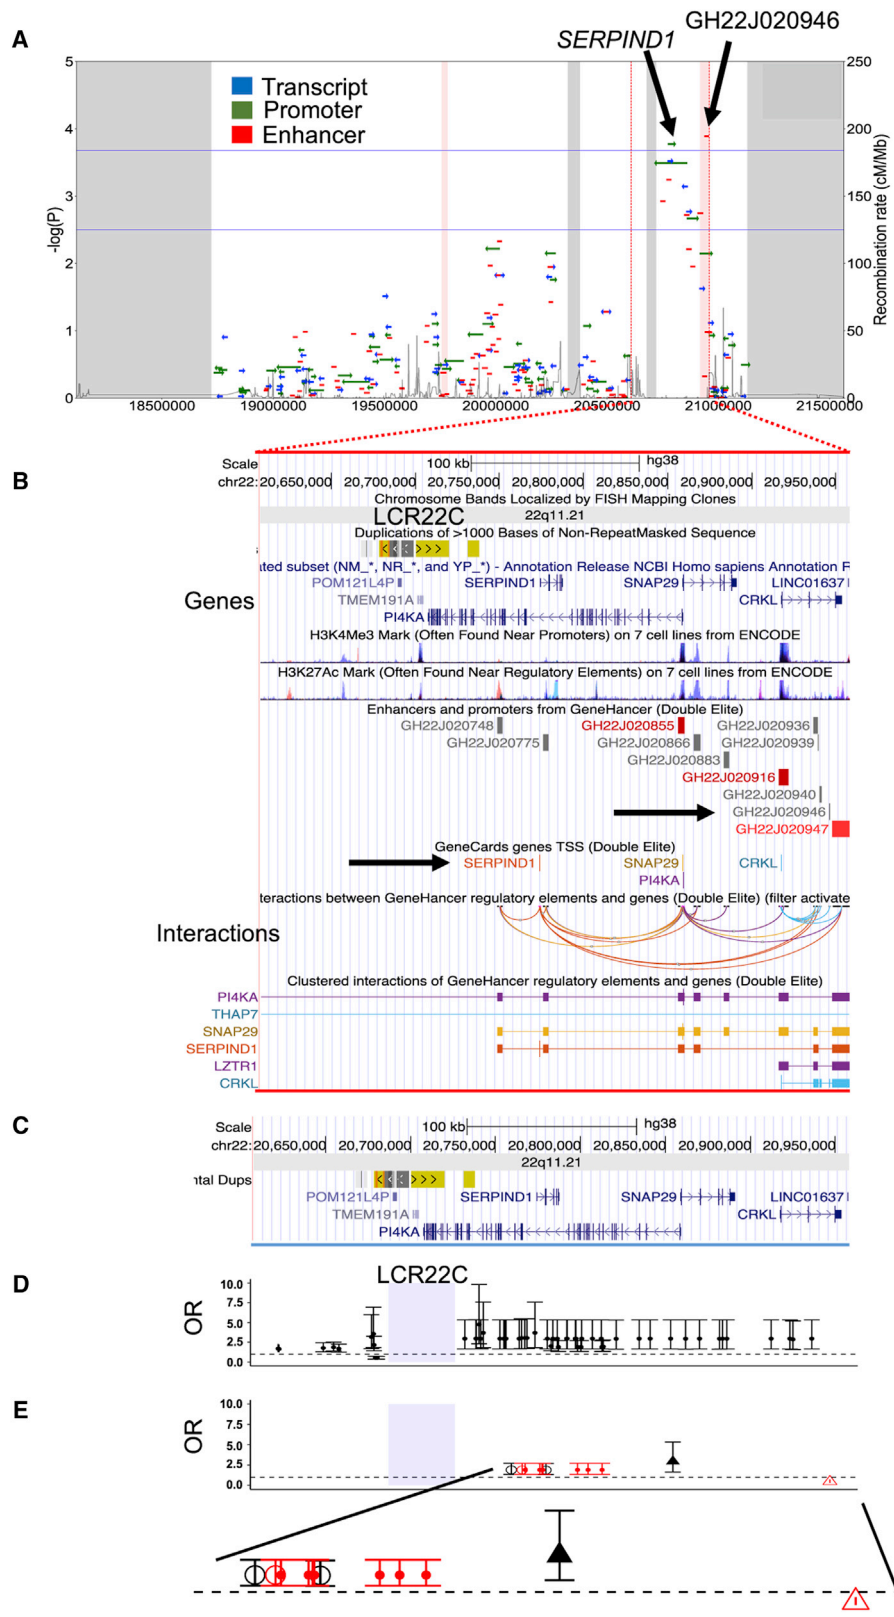 A
SERPIND1
GH22J020946
Transcript
Promoter
Enhancer
-log(P)
Recombination rate (cM/Mb)
5
4
3
2
1
0
250
200
150
100
50
0
18500000 19000000 19500000 20000000 20500000 21000000 21500000
B
Scale 100 kb hg38
chr22: 20,650,000 20,700,000 20,750,000 20,800,000 20,850,000 20,900,000 20,950,000
Chromosome Bands Localized by FISH Mapping Clones
LCR22C 22q11.21
Duplications of >1000 Bases of Non-RepeatMasked Sequence
s
ated subset (NM_*, NR_*, and YP_*) - Annotation Release NCBI Homo sapiens Annotation R
Genes
POM121L4P SERPIND1 SNAP29 LINC01637
TMEM191A CRKL
PI4KA
H3K4Me3 Mark (Often Found Near Promoters) on 7 cell lines from ENCODE
H3K27Ac Mark (Often Found Near Regulatory Elements) on 7 cell lines from ENCODE
Enhancers and promoters from GeneHancer (Double Elite)
GH22J020748 GH22J020855 GH22J020936
GH22J020775 GH22J020866 GH22J020939
GH22J020883
GH22J020916
GH22J020940
GH22J020946
GH22J020947
GeneCards genes TSS (Double Elite)
SERPIND1 SNAP29 CRKL
PI4KA
teractions between GeneHancer regulatory elements and genes (Double Elite) (filter activate
Interactions
Clustered interactions of GeneHancer regulatory elements and genes (Double Elite)
PI4KA
THAP7
SNAP29
SERPIND1
LZTR1
CRKL
C
Scale 100 kb hg38
chr22: 20,650,000 20,700,000 20,750,000 20,800,000 20,850,000 20,900,000 20,950,000
22q11.21
ntal Dups
POM121L4P SERPIND1 SNAP29 LINC01637
TMEM191A CRKL
PI4KA
D
LCR22C
OR
10.0
7.5
5.0
2.5
0.0
E
OR
10.0
7.5
5.0
2.5
0.0